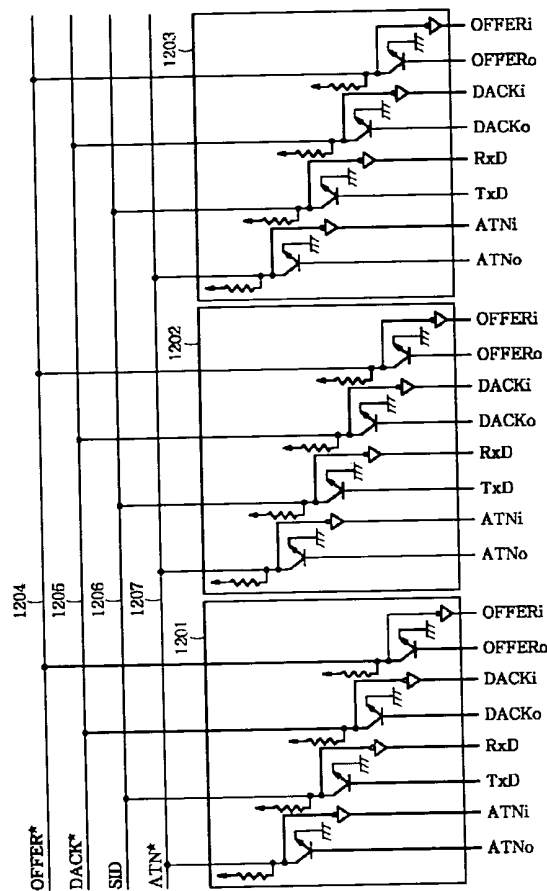 1203
OFFERi
OFFERo
DACKi
DACKo
RxD
TxD
ATNi
ATNo
1202
OFFERi
OFFERo
DACKi
DACKo
RxD
TxD
ATNi
ATNo
1204
1205
1206
1207
1201
OFFERi
OFFERo
DACKi
DACKo
RxD
TxD
ATNi
ATNo
OFFER*
DACK*
SID
ATN*